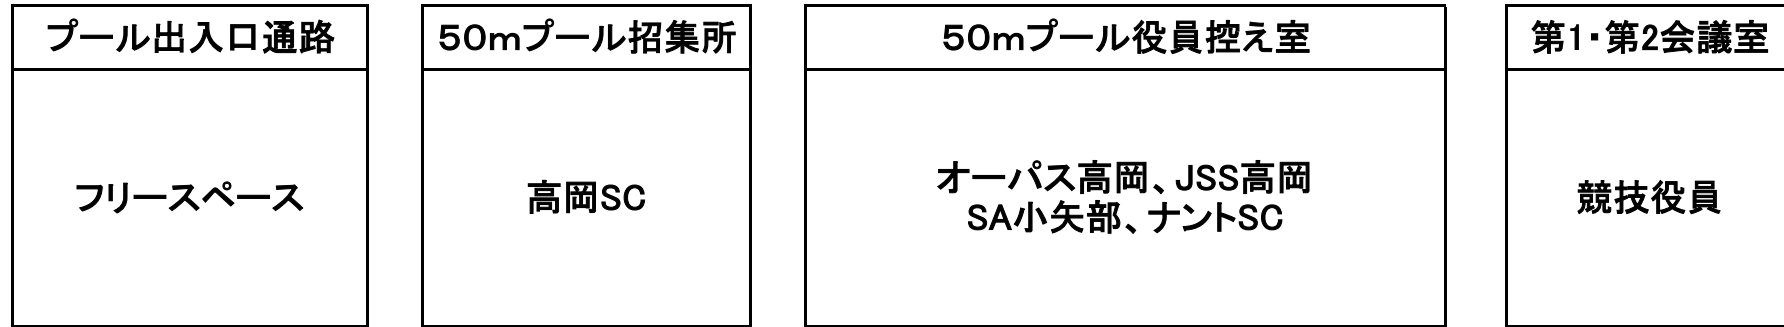 プール出入口通路
フリースペース
50mプール招集所
高岡SC
50mプール役員控え室
オーパス高岡、JSS高岡
SA小矢部、ナントSC
第1・第2会議室
競技役員